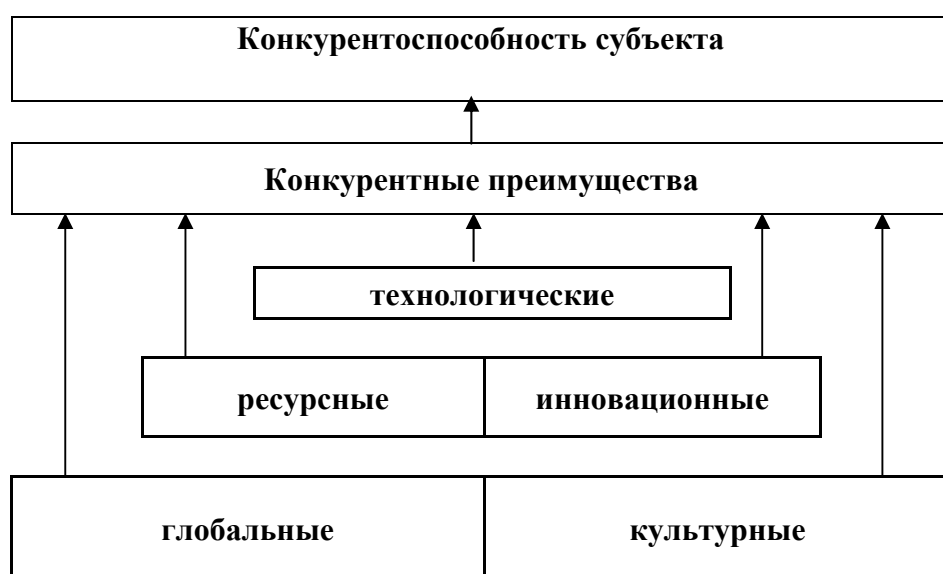 Конкурентоспособность субъекта
Конкурентные преимущества
технологические
ресурсные
инновационные
глобальные
культурные